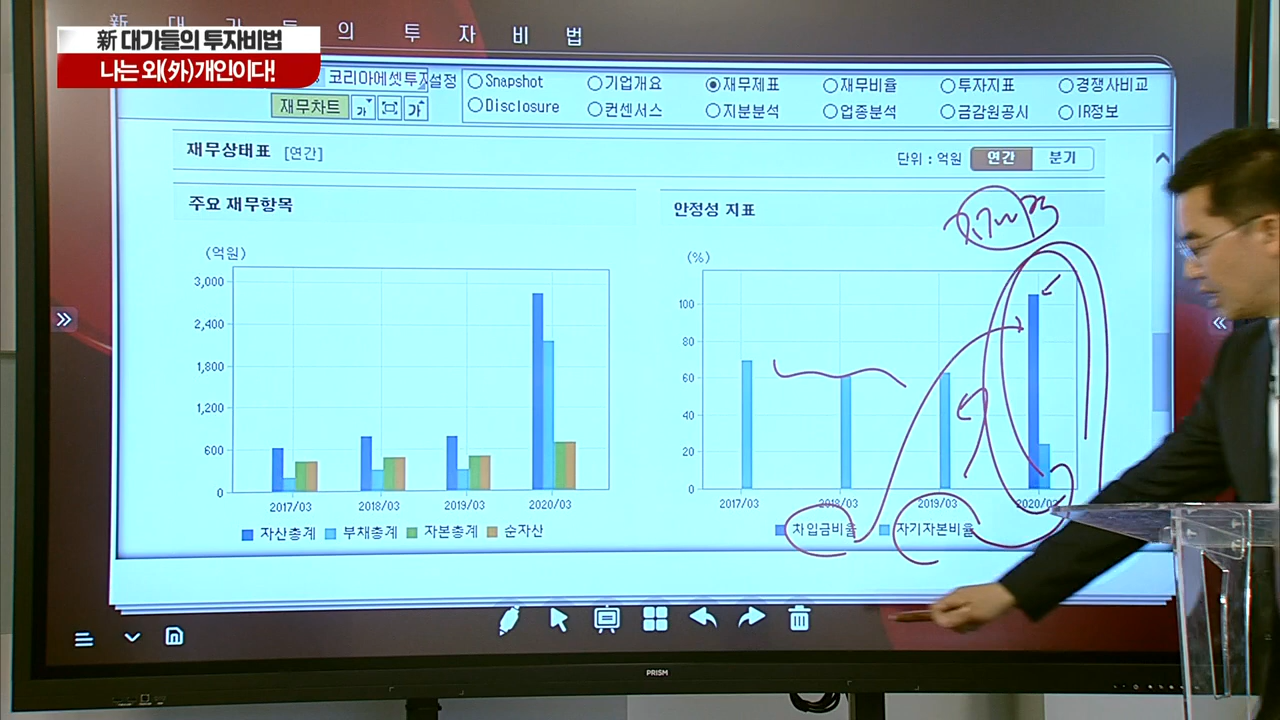 新 대가들의 투자비법
新 대가들의 투자비법
나는 외(外)개인이다!
코리아에셋투자 설정
Snapshot 기업개요 재무제표 재무비율 투자지표 경쟁사비교
재무차트 가 가
Disclosure 컨센서스 지분분석 업종분석 금감원공시 IR정보
재무상태표 [연간]
단위 : 억원 연간 분기
주요 재무항목
안정성 지표
(억원)
3,000
2,400
1,800
1,200
600
0
2017/03 2018/03 2019/03 2020/03
자산총계 부채총계 자본총계 순자산
(%)
100
80
60
40
20
0
2017/03 2018/03 2019/03 2020/03
차입금비율 자기자본비율
PRISM